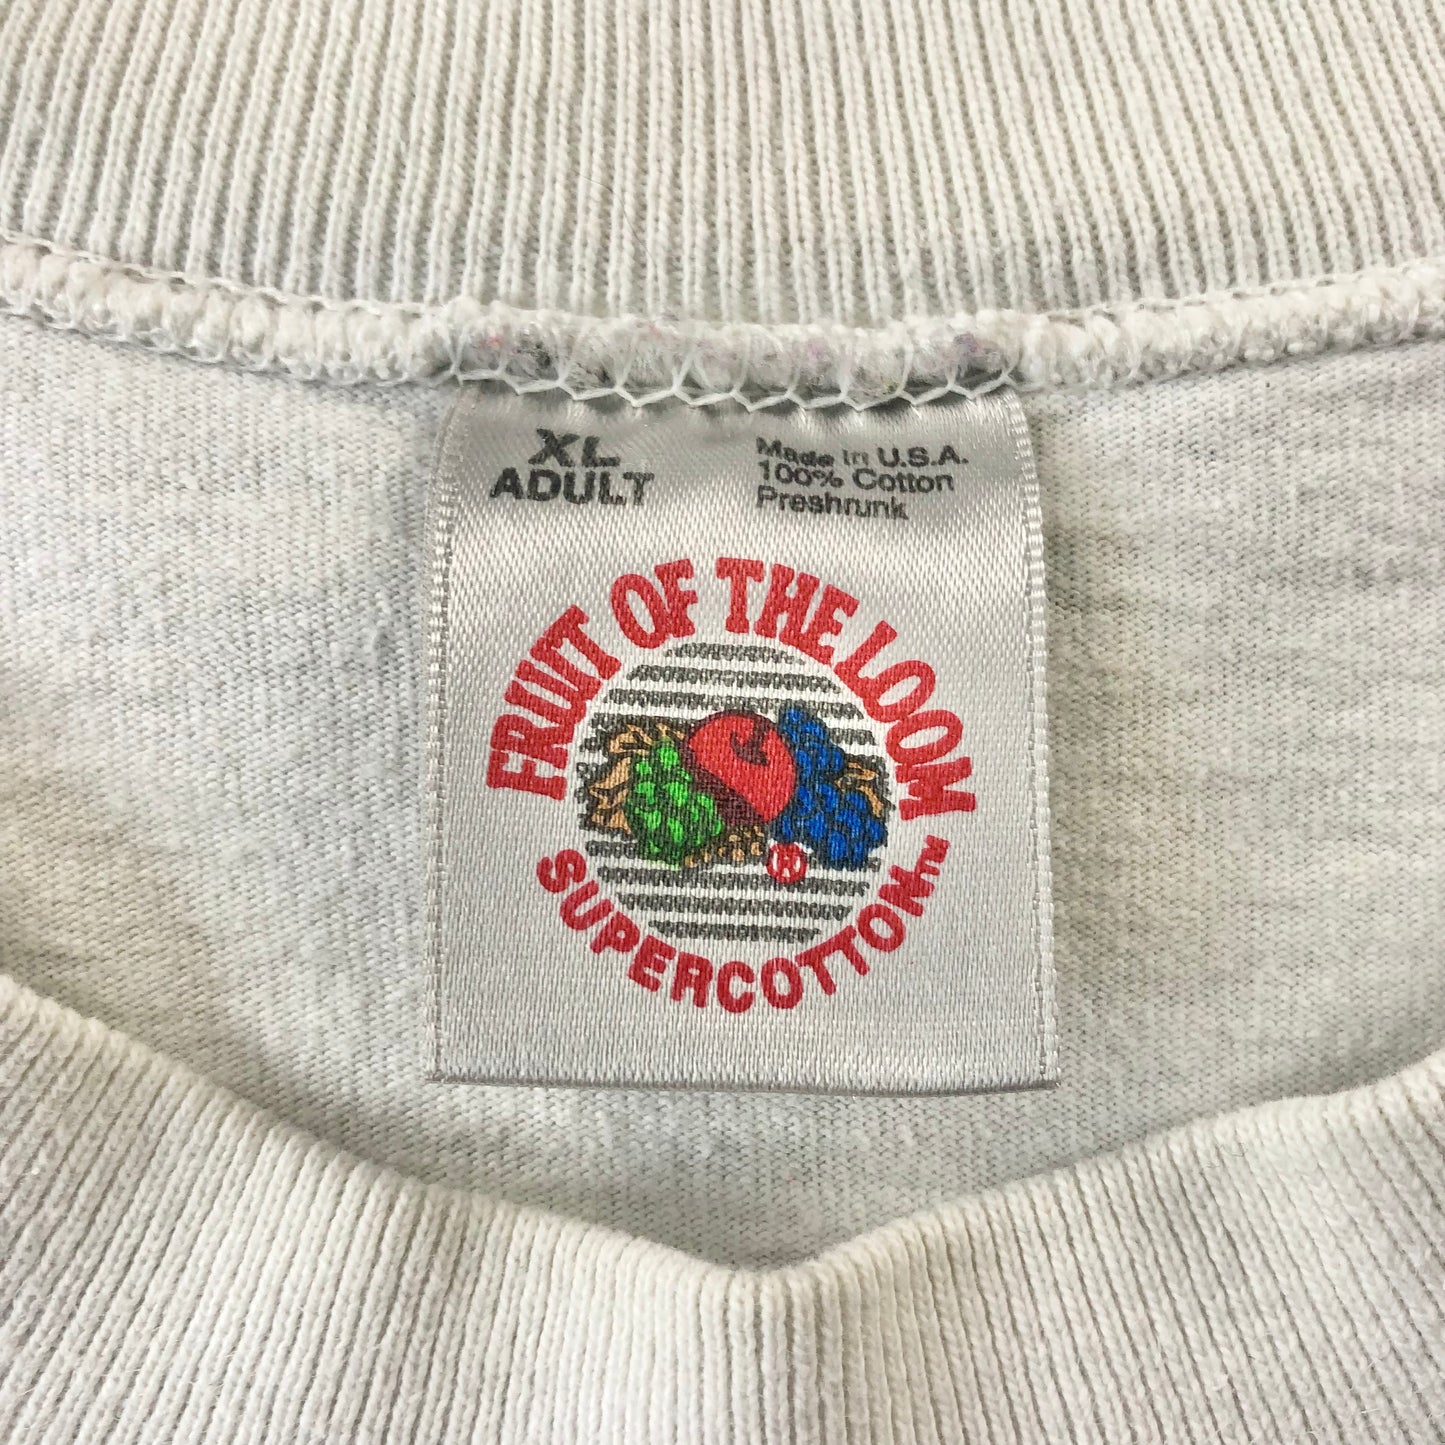 XL
ADULT
Made in U.S.A.
100% Cotton
Preshrunk
FRUIT OF THE LOOM
®
SUPERCOTTON™